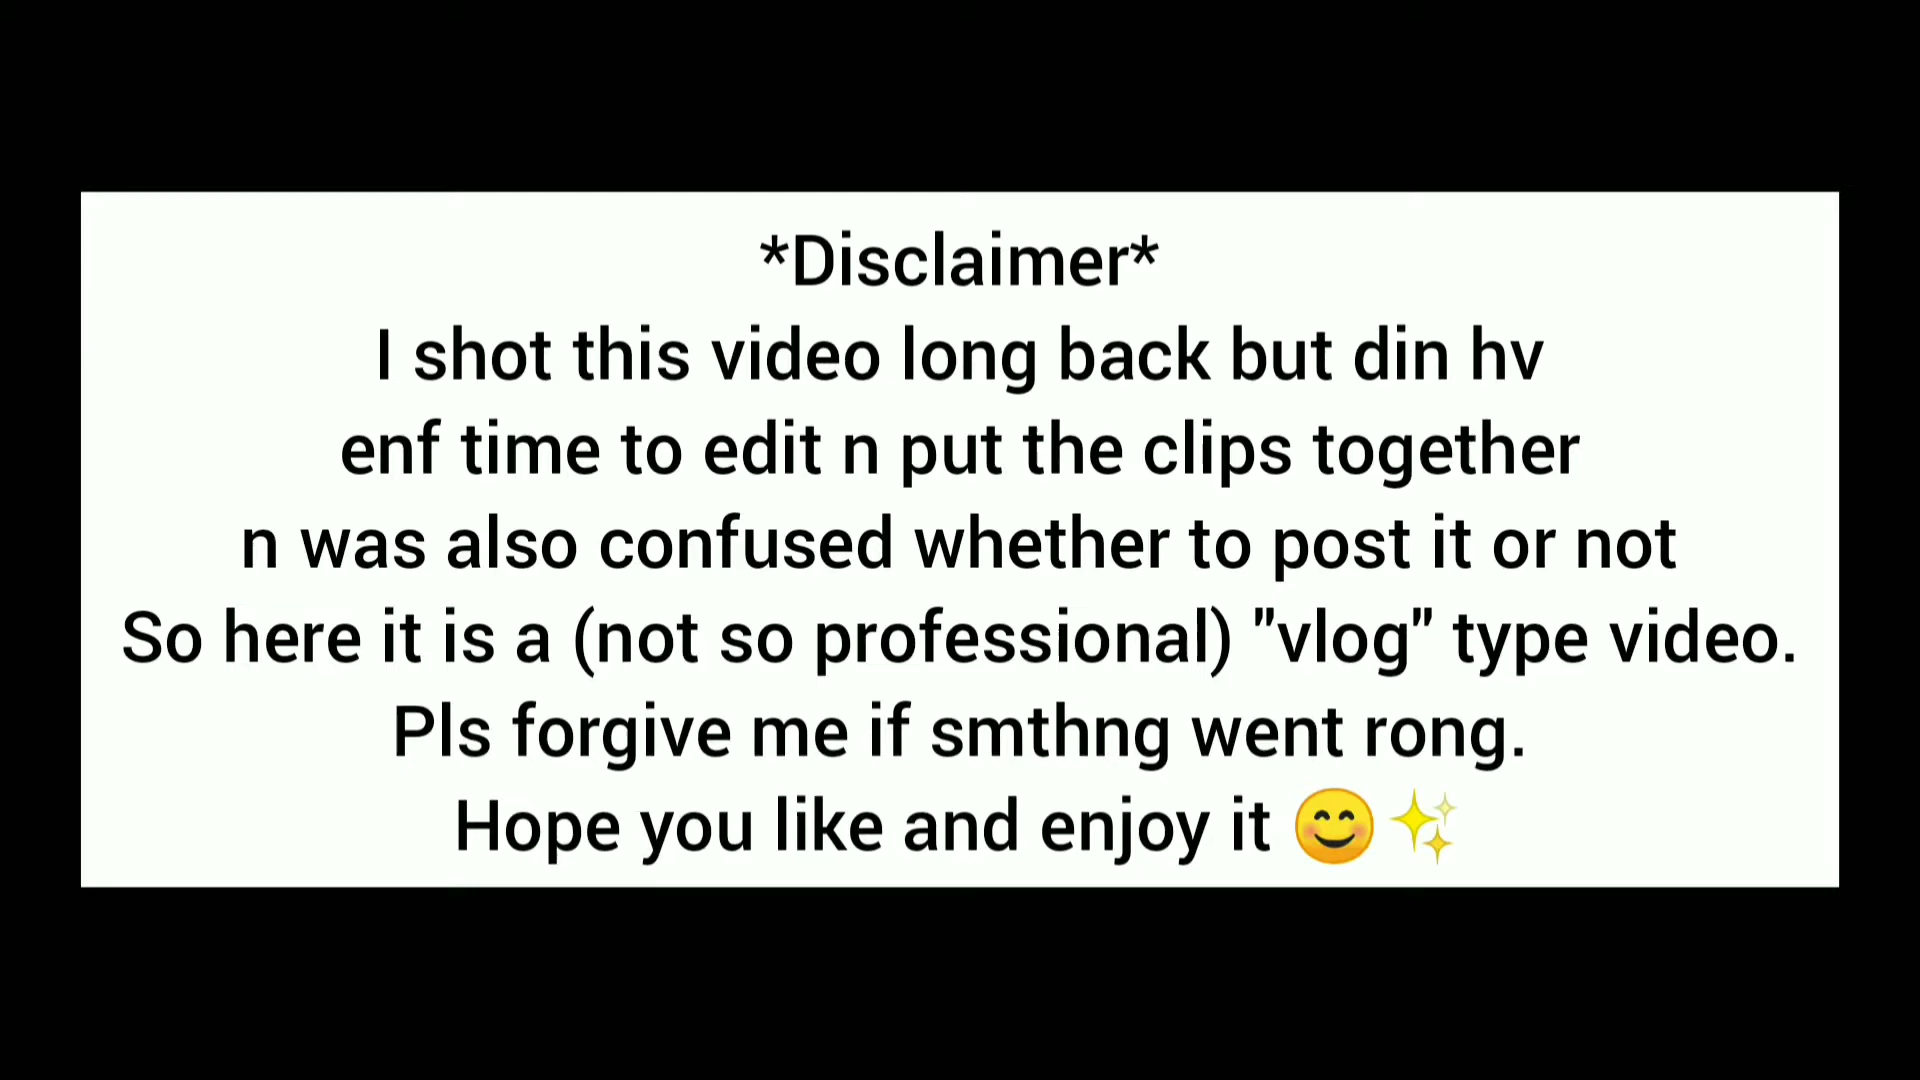 *Disclaimer*
I shot this video long back but din hv
enf time to edit n put the clips together
n was also confused whether to post it or not
So here it is a (not so professional) "vlog" type video.
Pls forgive me if smthng went rong.
Hope you like and enjoy it 😊✨